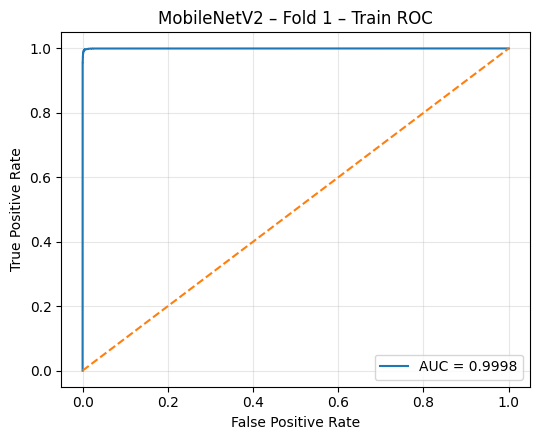 MobileNetV2 – Fold 1 – Train ROC
True Positive Rate
1.0
0.8
0.6
0.4
0.2
0.0
0.0 0.2 0.4 0.6 0.8 1.0
False Positive Rate
AUC = 0.9998